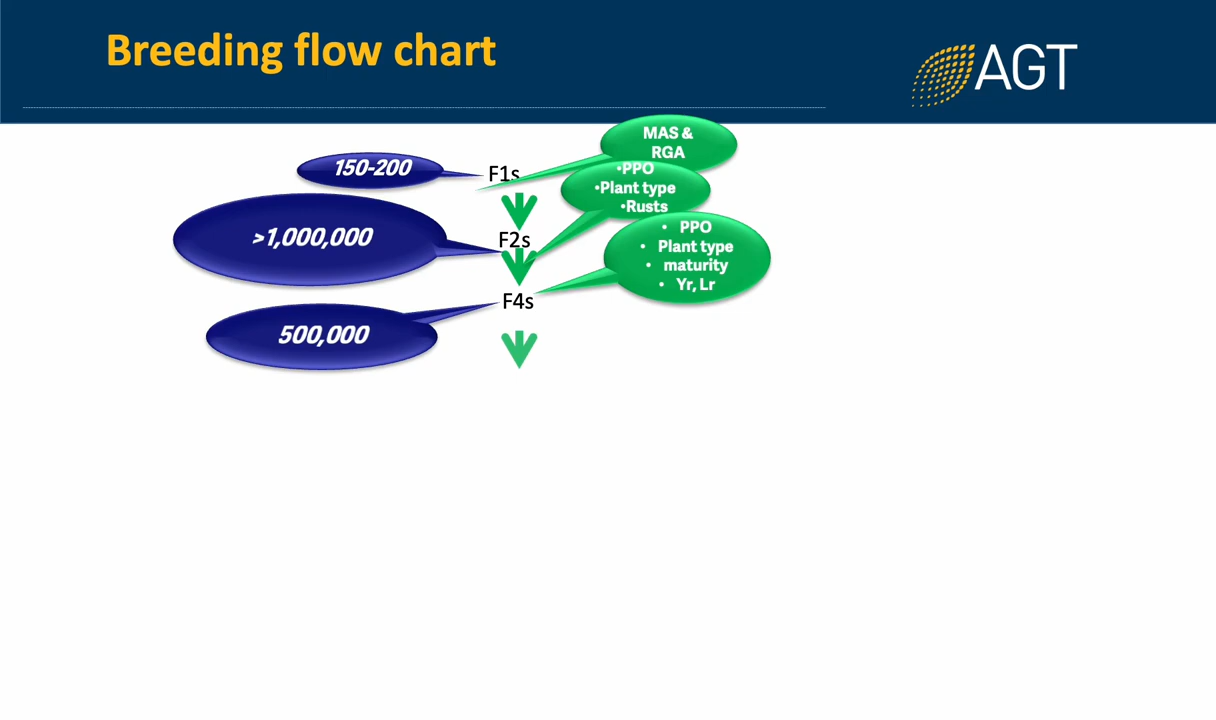 Breeding flow chart
AGT
MAS &
RGA
150-200
F1s
•PPO
•Plant type
•Rusts
>1,000,000
F2s
• PPO
• Plant type
• maturity
• Yr, Lr
F4s
500,000